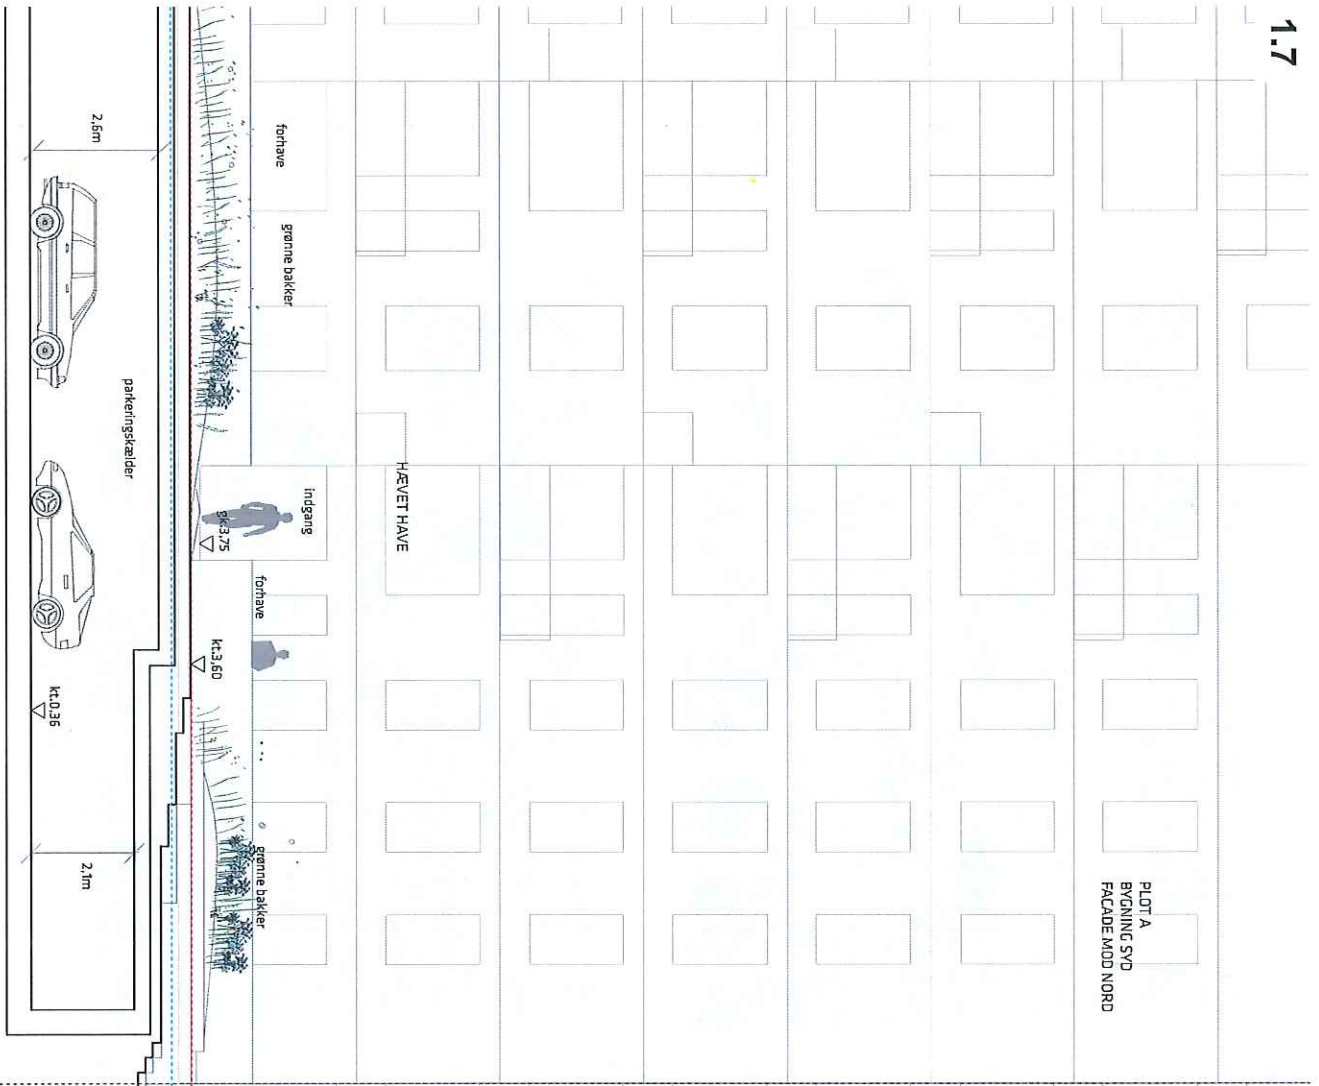 1.7
PLOT A
BYGNING SYD
FACADE MOD NORD
HÆVET HAVE
forhave
grønne bakker
indgang
gk.3,75
forhave
kt.3,60
grønne bakker
2,6m
parkeringskælder
kt.0,36
2,1m